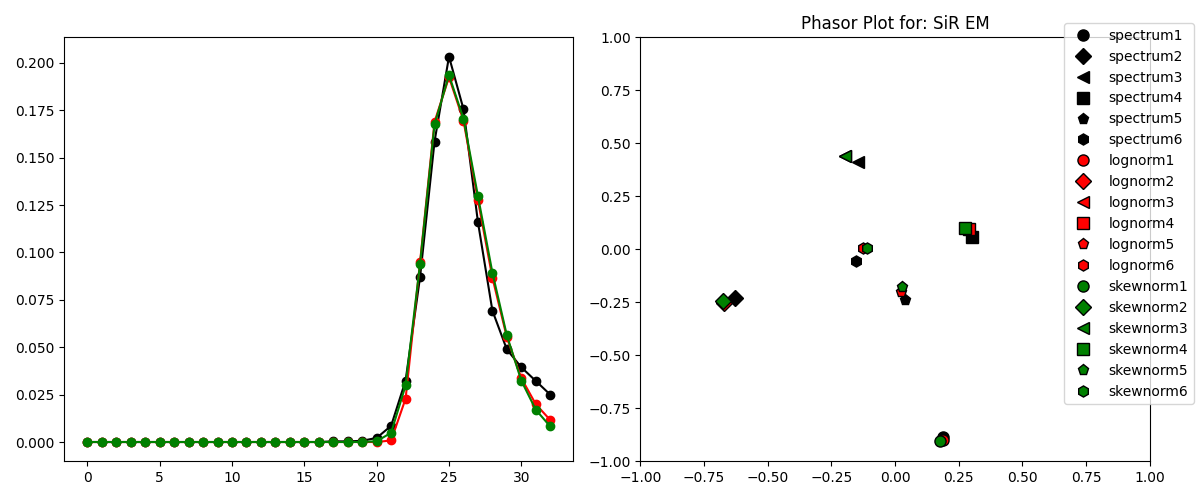 Phasor Plot for: SiR EM
0.200
0.175
0.150
0.125
0.100
0.075
0.050
0.025
0.000
0 5 10 15 20 25 30
1.00
0.75
0.50
0.25
0.00
−0.25
−0.50
−0.75
−1.00
−1.00 −0.75 −0.50 −0.25 0.00 0.25 0.50 0.75 1.00
spectrum1
spectrum2
spectrum3
spectrum4
spectrum5
spectrum6
lognorm1
lognorm2
lognorm3
lognorm4
lognorm5
lognorm6
skewnorm1
skewnorm2
skewnorm3
skewnorm4
skewnorm5
skewnorm6